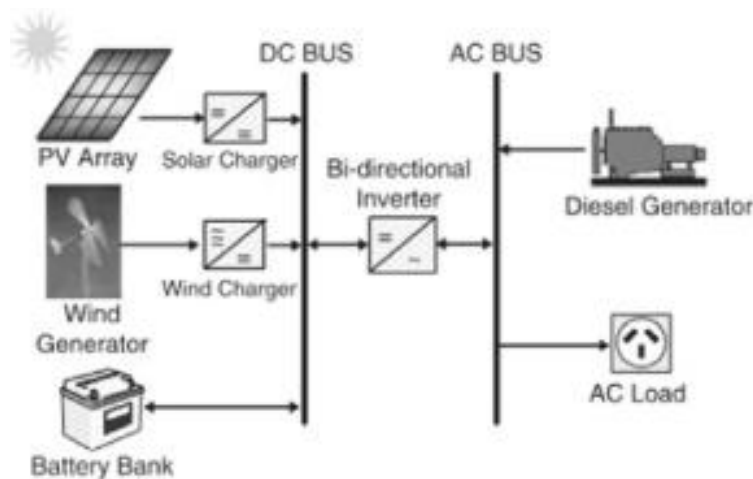 DC BUS
AC BUS
PV Array
Solar Charger
Bi-directional
Inverter
Diesel Generator
Wind Charger
Wind
Generator
AC Load
Battery Bank